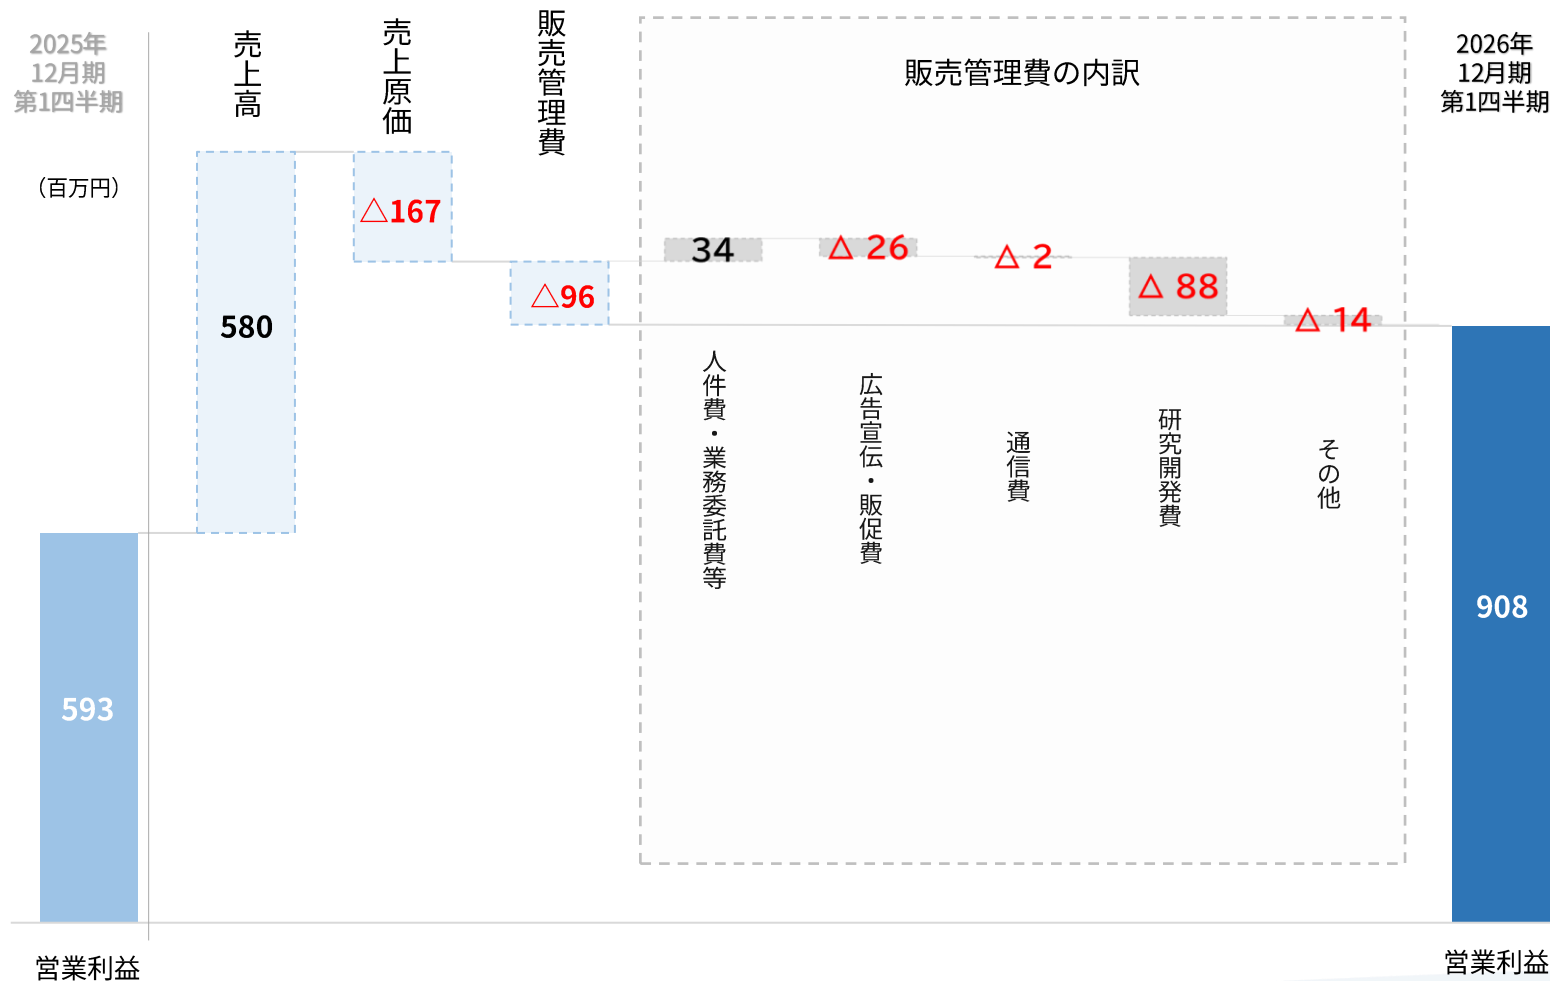 2025年
12月期
第1四半期
（百万円）
売上高
売上原価
販売管理費
販売管理費の内訳
2026年
12月期
第1四半期
593
580
△167
△96
34
△ 26
△ 2
△ 88
△ 14
908
人件費・業務委託費等
広告宣伝・販促費
通信費
研究開発費
その他
営業利益
営業利益